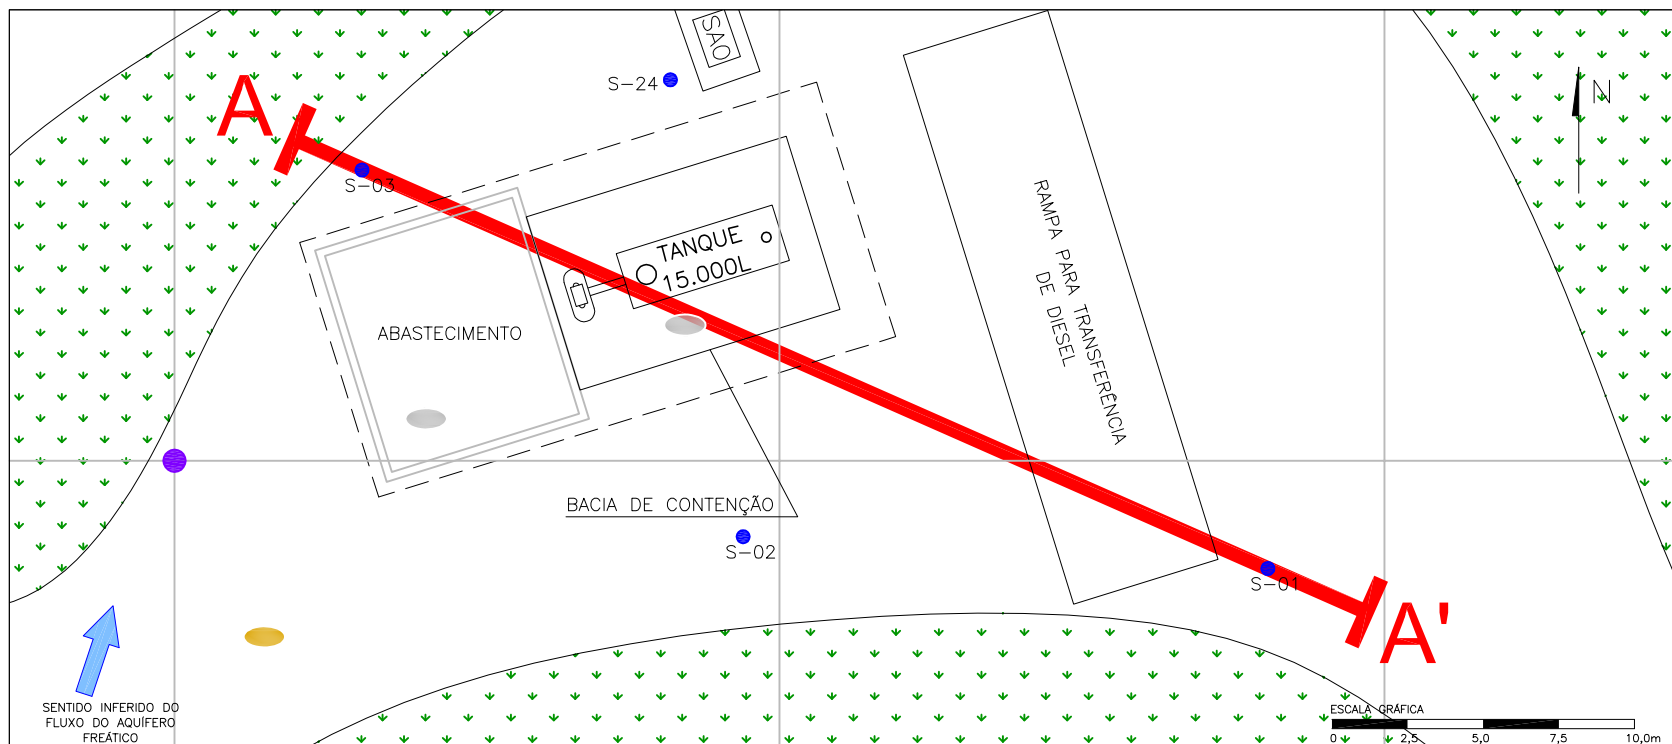 SAO
S-24
N
A
S-03
TANQUE
15.000L
RAMPA PARA TRANSFERÊNCIA
DE DIESEL
ABASTECIMENTO
BACIA DE CONTENÇÃO
S-02
S-01
A'
SENTIDO INFERIDO DO
FLUXO DO AQUÍFERO
FREÁTICO
ESCALA GRÁFICA
0 2,5 5,0 7,5 10,0m